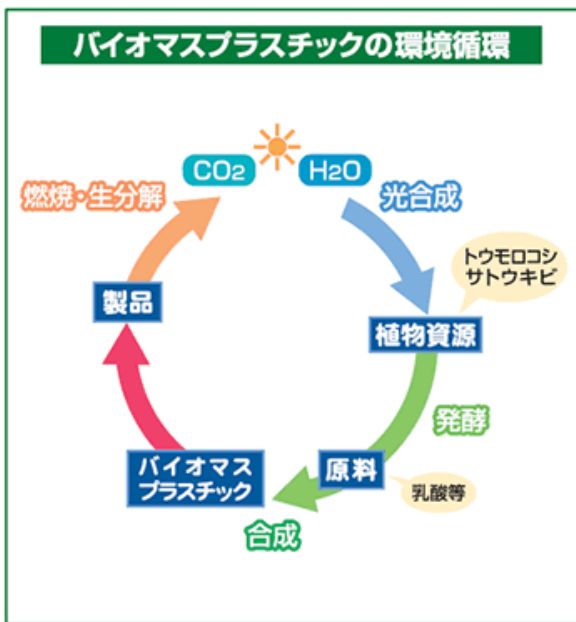 バイオマスプラスチックの環境循環
CO2
H2O
燃焼・生分解
光合成
トウモロコシ
サトウキビ
製品
植物資源
発酵
バイオマス
プラスチック
原料
乳酸等
合成